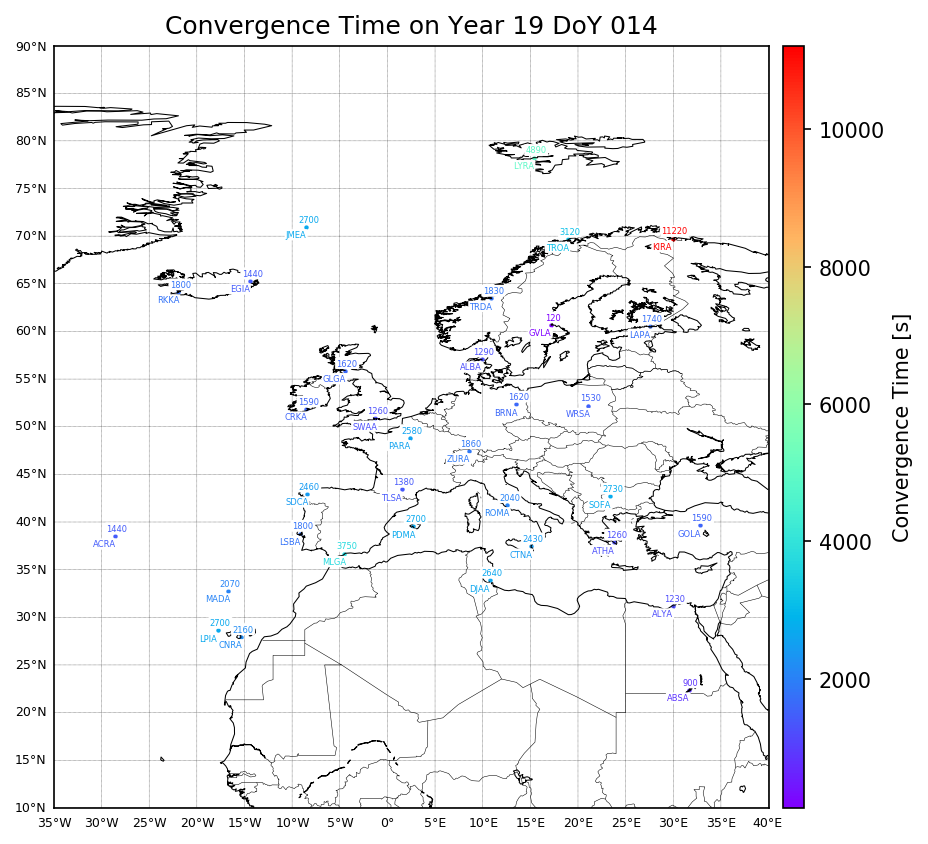 Convergence Time on Year 19 DoY 014
90°N
85°N
80°N
75°N
70°N
65°N
60°N
55°N
50°N
45°N
40°N
35°N
30°N
25°N
20°N
15°N
10°N
35°W
30°W
25°W
20°W
15°W
10°W
5°W
0°
5°E
10°E
15°E
20°E
25°E
30°E
35°E
40°E
4890
LYRA
2700
JMEA
3120
TROA
11220
KIRA
1440
EGIA
1800
RKKA
1830
TRDA
120
GVLA
1740
LAPA
1290
ALBA
1620
GLGA
1590
CRKA
1260
SWAA
1620
BRNA
1530
WRSA
2580
PARA
1860
ZURA
1380
TLSA
2460
SDCA
2040
ROMA
2730
SOFA
2700
PDMA
1800
LSBA
1440
ACRA
1590
GOLA
1260
ATHA
2430
CTNA
3750
MLGA
2640
DJAA
2070
MADA
1230
ALYA
2700
LPIA
2160
CNRA
900
ABSA
10000
8000
6000
4000
2000
Convergence Time [s]